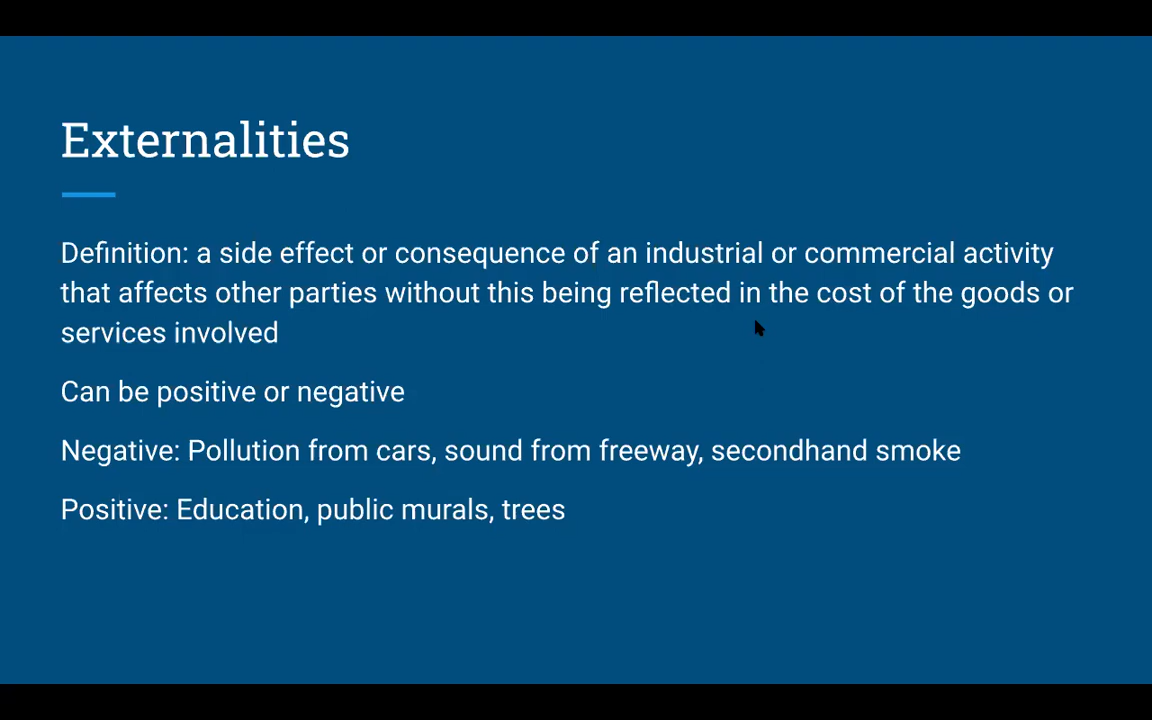 Externalities
Definition: a side effect or consequence of an industrial or commercial activity
that affects other parties without this being reflected in the cost of the goods or
services involved
Can be positive or negative
Negative: Pollution from cars, sound from freeway, secondhand smoke
Positive: Education, public murals, trees